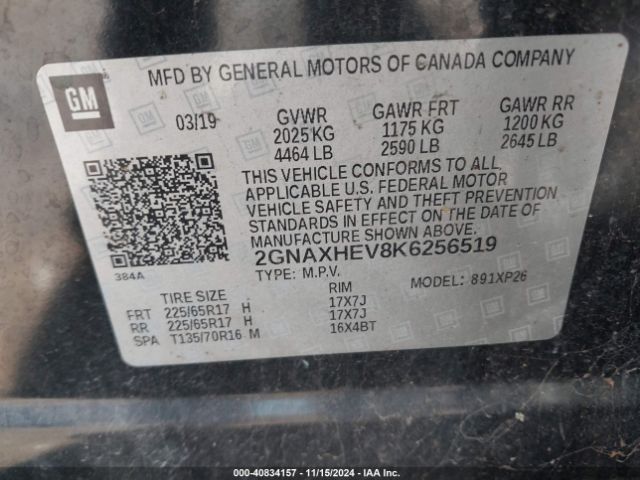 GM
MFD BY GENERAL MOTORS OF CANADA COMPANY
03/19 GVWR GAWR FRT GAWR RR
2025 KG 1175 KG 1200 KG
4464 LB 2590 LB 2645 LB
THIS VEHICLE CONFORMS TO ALL
APPLICABLE U.S. FEDERAL MOTOR
VEHICLE SAFETY AND THEFT PREVENTION
STANDARDS IN EFFECT ON THE DATE OF
MANUFACTURE SHOWN ABOVE.
2GNAXHEV8K6256519
384A TYPE: M.P.V. MODEL: 891XP26
TIRE SIZE RIM
FRT 225/65R17 H 17X7J
RR 225/65R17 H 17X7J
SPA T135/70R16 M 16X4BT
000-40834157 - 11/15/2024 - IAA Inc.